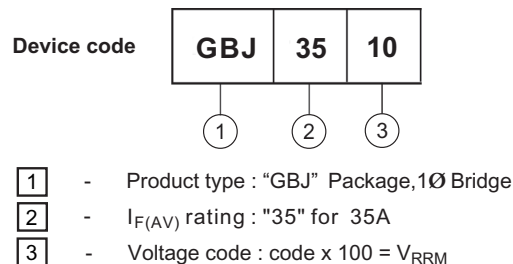 Device code GBJ 35 10
1 2 3
1 - Product type : “GBJ” Package,1Ø Bridge
2 - IF(AV) rating : "35" for 35A
3 - Voltage code : code x 100 = VRRM